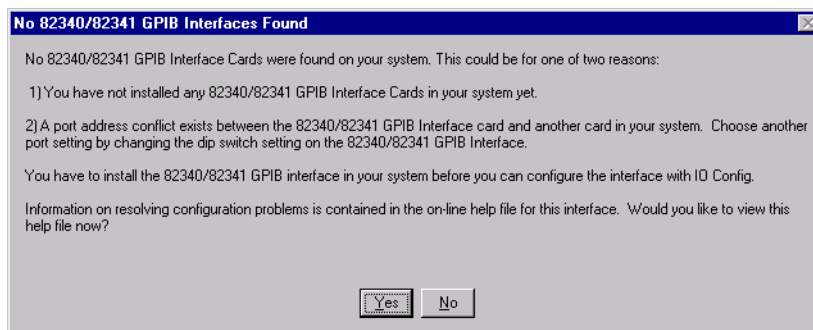 No 82340/82341 GPIB Interfaces Found
No 82340/82341 GPIB Interface Cards were found on your system. This could be for one of two reasons:
1) You have not installed any 82340/82341 GPIB Interface Cards in your system yet.
2) A port address conflict exists between the 82340/82341 GPIB Interface card and another card in your system. Choose another
port setting by changing the dip switch setting on the 82340/82341 GPIB Interface.
You have to install the 82340/82341 GPIB interface in your system before you can configure the interface with IO Config.
Information on resolving configuration problems is contained in the on-line help file for this interface. Would you like to view this
help file now?
Yes No